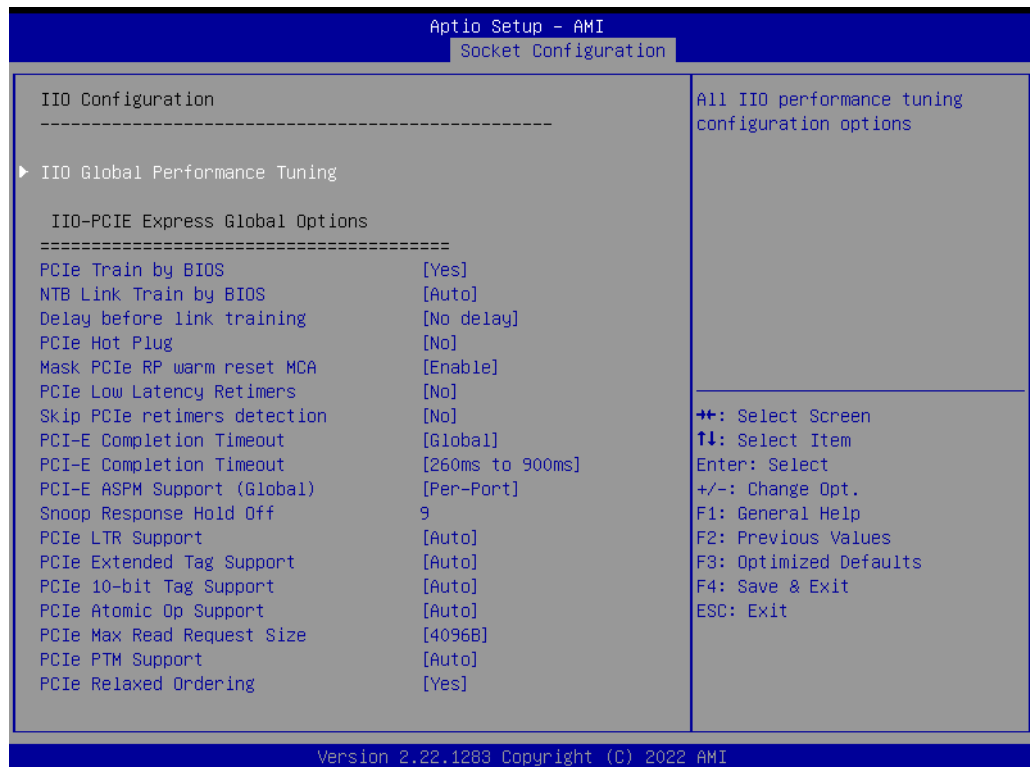 Aptio Setup – AMI
Socket Configuration
IIO Configuration
--------------------------------------------------
IIO Global Performance Tuning
IIO-PCIE Express Global Options
========================================
PCIe Train by BIOS [Yes]
NTB Link Train by BIOS [Auto]
Delay before link training [No delay]
PCIe Hot Plug [No]
Mask PCIe RP warm reset MCA [Enable]
PCIe Low Latency Retimers [No]
Skip PCIe retimers detection [No]
PCI-E Completion Timeout [Global]
PCI-E Completion Timeout [260ms to 900ms]
PCI-E ASPM Support (Global) [Per-Port]
Snoop Response Hold Off 9
PCIe LTR Support [Auto]
PCIe Extended Tag Support [Auto]
PCIe 10-bit Tag Support [Auto]
PCIe Atomic Op Support [Auto]
PCIe Max Read Request Size [4096B]
PCIe PTM Support [Auto]
PCIe Relaxed Ordering [Yes]
All IIO performance tuning
configuration options
→←: Select Screen
↑↓: Select Item
Enter: Select
+/-: Change Opt.
F1: General Help
F2: Previous Values
F3: Optimized Defaults
F4: Save & Exit
ESC: Exit
Version 2.22.1283 Copyright (C) 2022 AMI